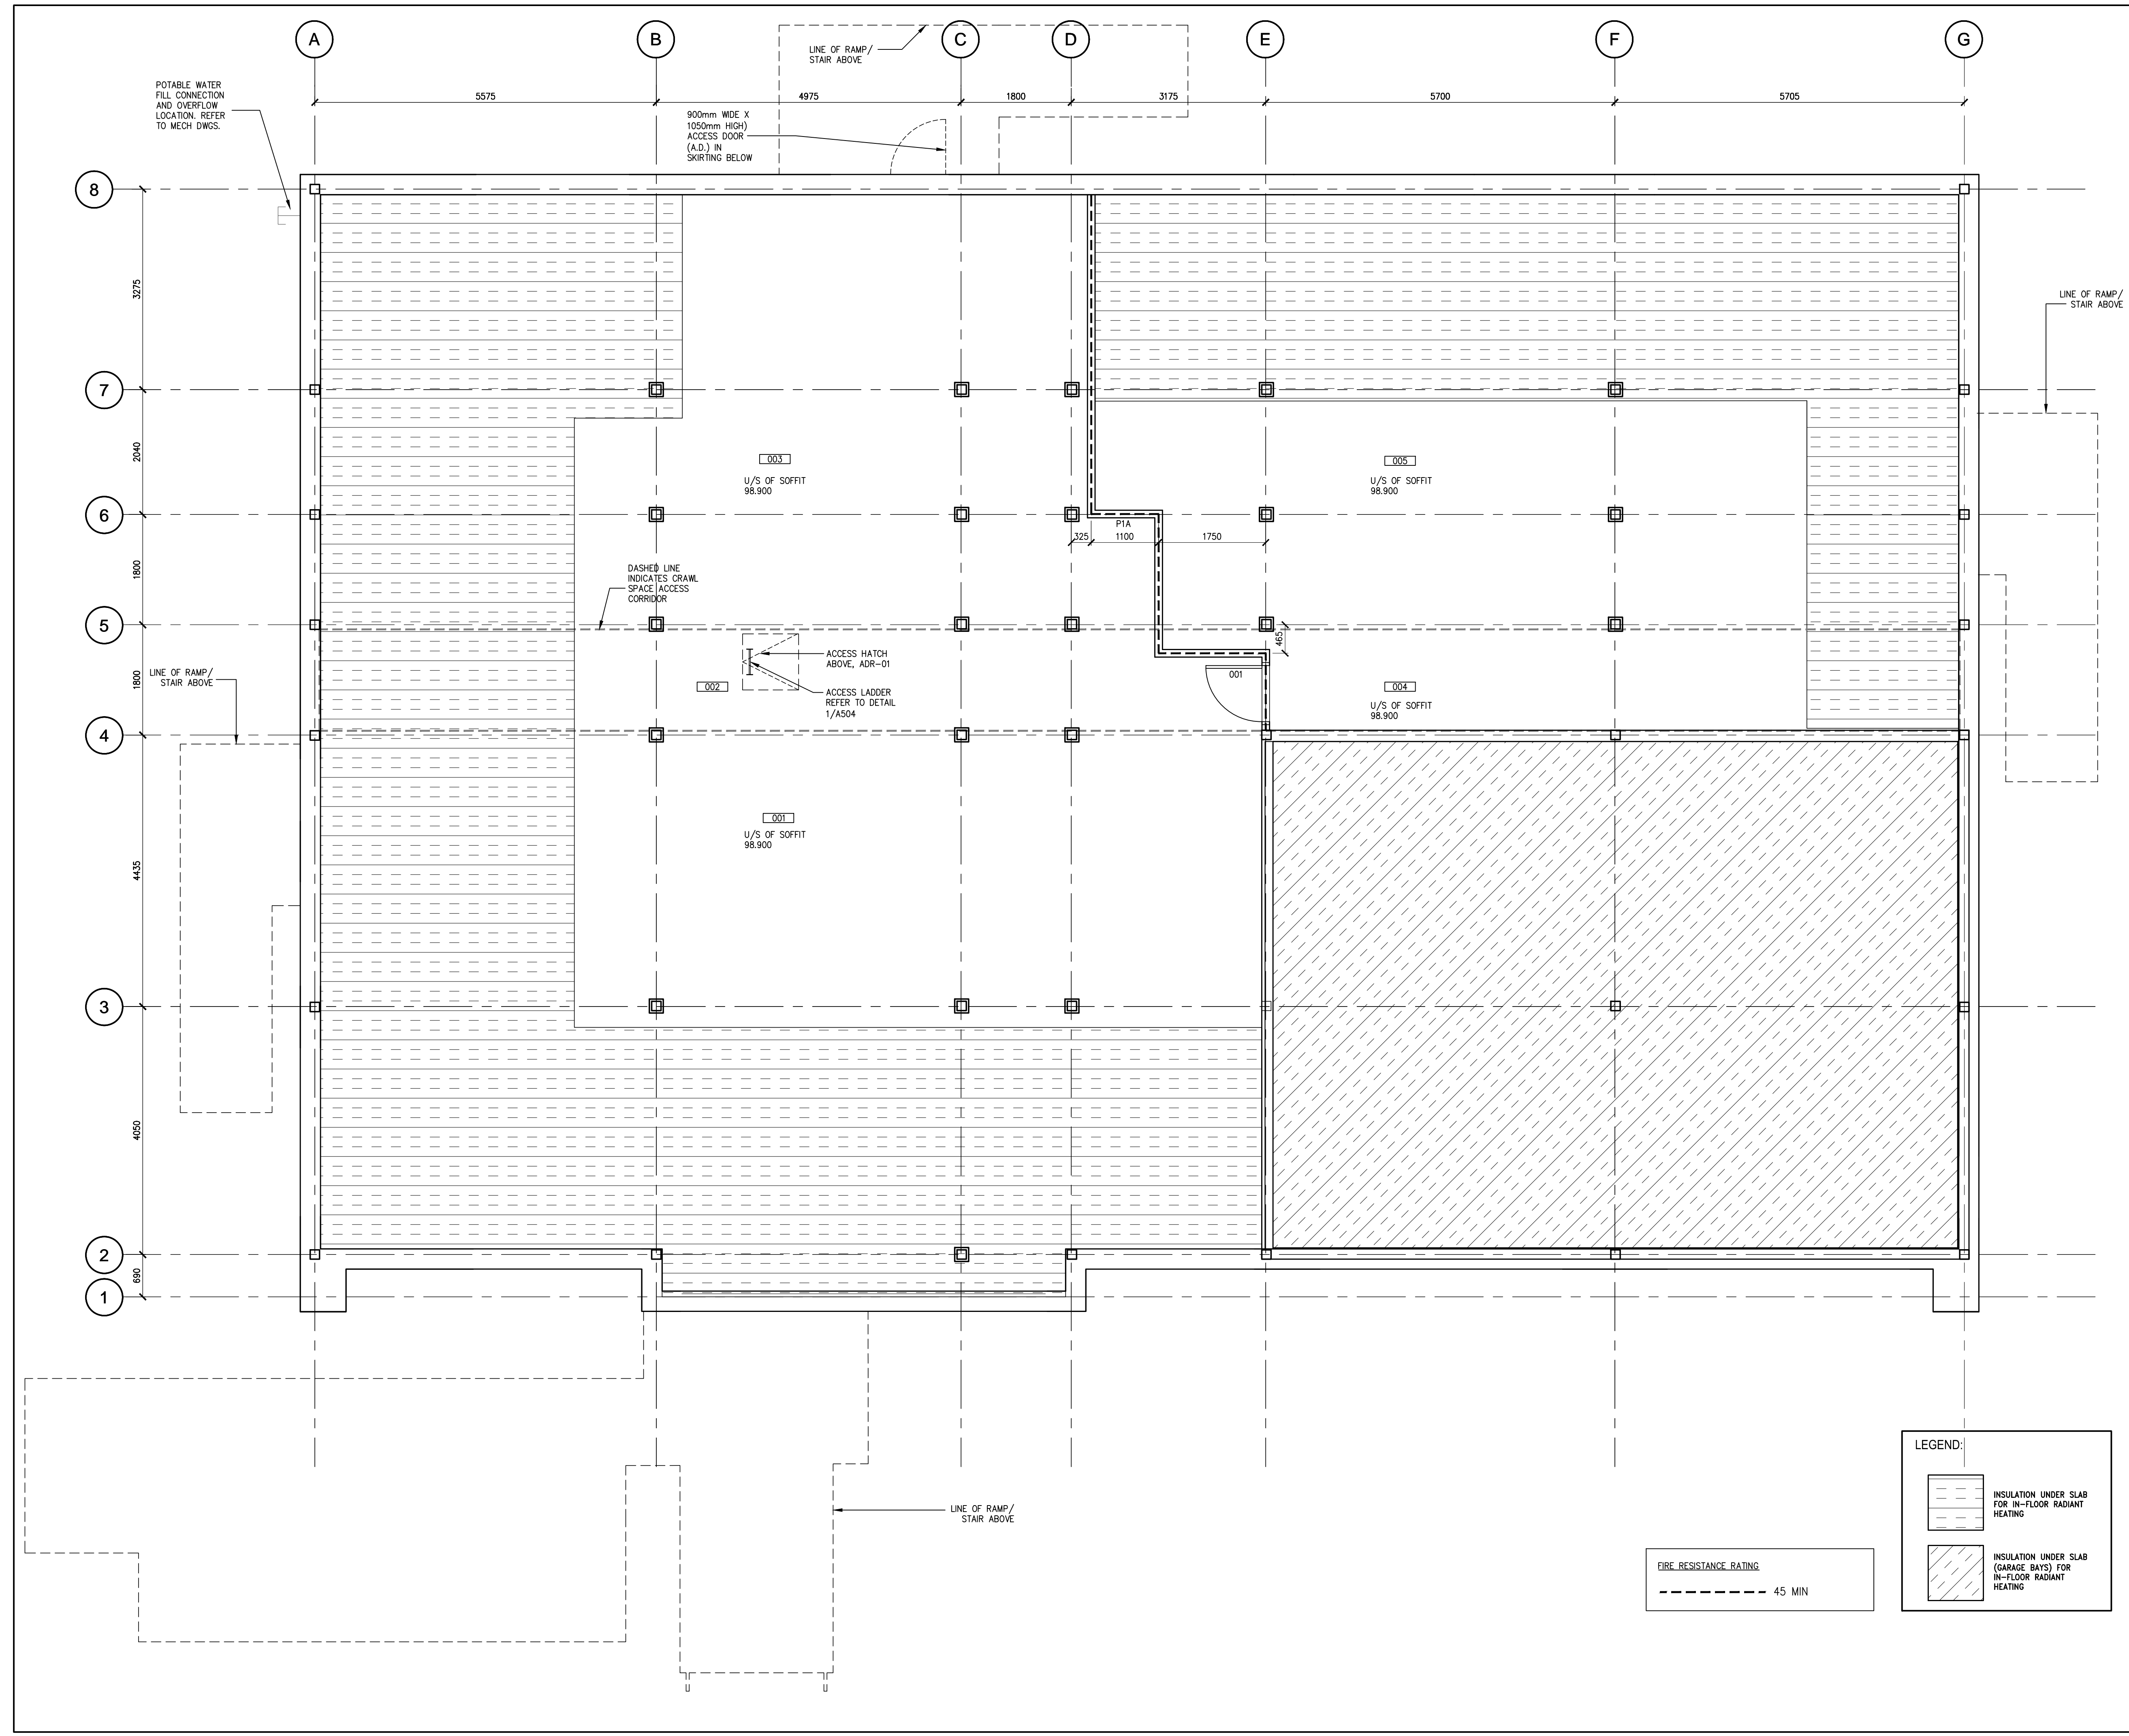 A
B
C
D
E
F
G
LINE OF RAMP/
STAIR ABOVE
POTABLE WATER
FILL CONNECTION
AND OVERFLOW
LOCATION. REFER
TO MECH DWGS.
5575
4975
1800
3175
5700
5705
900mm WIDE X
1050mm HIGH)
ACCESS DOOR
(A.D.) IN
SKIRTING BELOW
8
3275
LINE OF RAMP/
STAIR ABOVE
7
2040
003
U/S OF SOFFIT
98.900
005
U/S OF SOFFIT
98.900
6
P1A
325
1100
1750
1800
DASHED LINE
INDICATES CRAWL
SPACE ACCESS
CORRIDOR
5
465
ACCESS HATCH
ABOVE, ADR-01
LINE OF RAMP/
STAIR ABOVE
1800
002
ACCESS LADDER
REFER TO DETAIL
1/A504
001
004
U/S OF SOFFIT
98.900
4
001
U/S OF SOFFIT
98.900
4435
3
4050
2
690
1
LINE OF RAMP/
STAIR ABOVE
LEGEND:
INSULATION UNDER SLAB
FOR IN-FLOOR RADIANT
HEATING
INSULATION UNDER SLAB
(GARAGE BAYS) FOR
IN-FLOOR RADIANT
HEATING
FIRE RESISTANCE RATING
45 MIN